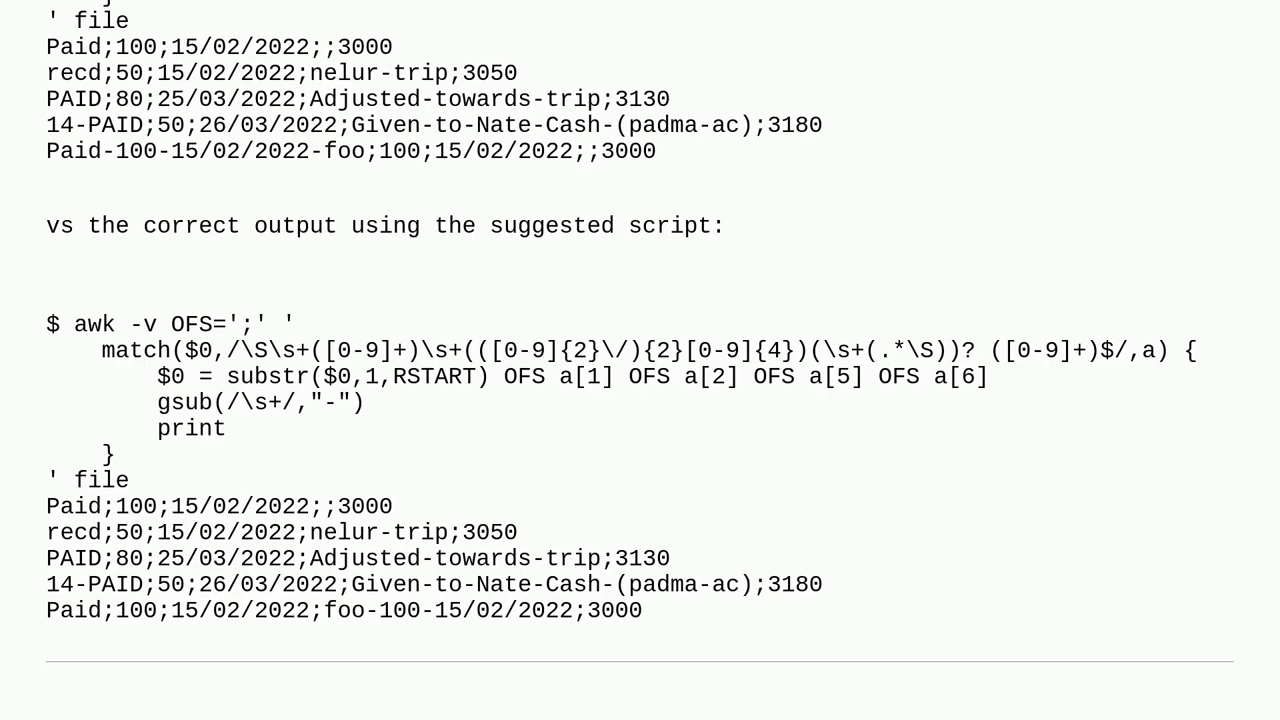 ' file
Paid;100;15/02/2022;;3000
recd;50;15/02/2022;nelur-trip;3050
PAID;80;25/03/2022;Adjusted-towards-trip;3130
14-PAID;50;26/03/2022;Given-to-Nate-Cash-(padma-ac);3180
Paid-100-15/02/2022-foo;100;15/02/2022;;3000
vs the correct output using the suggested script:
$ awk -v OFS=';' '
    match($0,/\S\s+([0-9]+)\s+(([0-9]{2}\/){2}[0-9]{4})(\s+(.*\S))? ([0-9]+)$/,a) {
        $0 = substr($0,1,RSTART) OFS a[1] OFS a[2] OFS a[5] OFS a[6]
        gsub(/\s+/,"-")
        print
    }
' file
Paid;100;15/02/2022;;3000
recd;50;15/02/2022;nelur-trip;3050
PAID;80;25/03/2022;Adjusted-towards-trip;3130
14-PAID;50;26/03/2022;Given-to-Nate-Cash-(padma-ac);3180
Paid;100;15/02/2022;foo-100-15/02/2022;3000